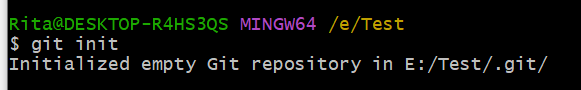 Rita@DESKTOP-R4HS3QS MINGW64 /e/Test
$ git init
Initialized empty Git repository in E:/Test/.git/